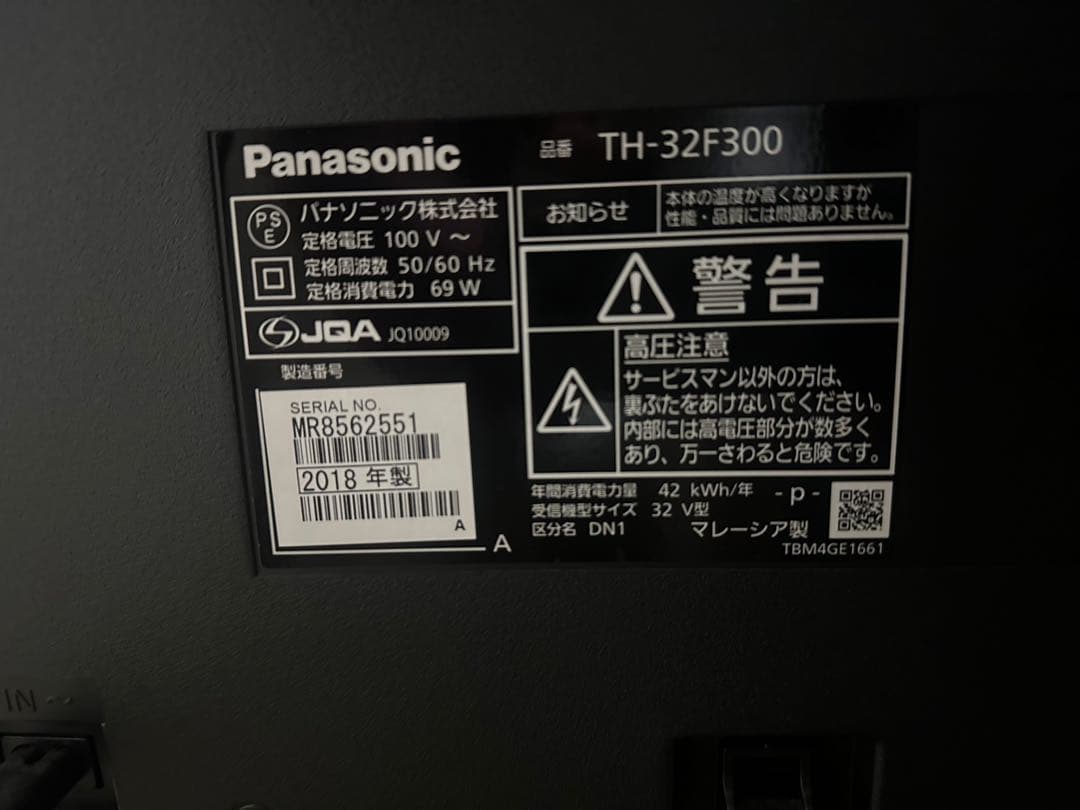 Panasonic
品番 TH-32F300
PS
E
パナソニック株式会社
定格電圧 100 V ～
定格周波数 50/60 Hz
定格消費電力 69 W
JQA JQ10009
製造番号
SERIAL NO.
MR8562551
2018 年製
A
A
お知らせ
本体の温度が高くなりますが
性能・品質には問題ありません。
警告
高圧注意
サービスマン以外の方は、
裏ぶたをあけないでください。
内部には高電圧部分が数多く
あり、万一さわると危険です。
年間消費電力量 42 kWh/年 - p -
受信機型サイズ 32 V型
区分名 DN1 マレーシア製
TBM4GE1661
IN ～